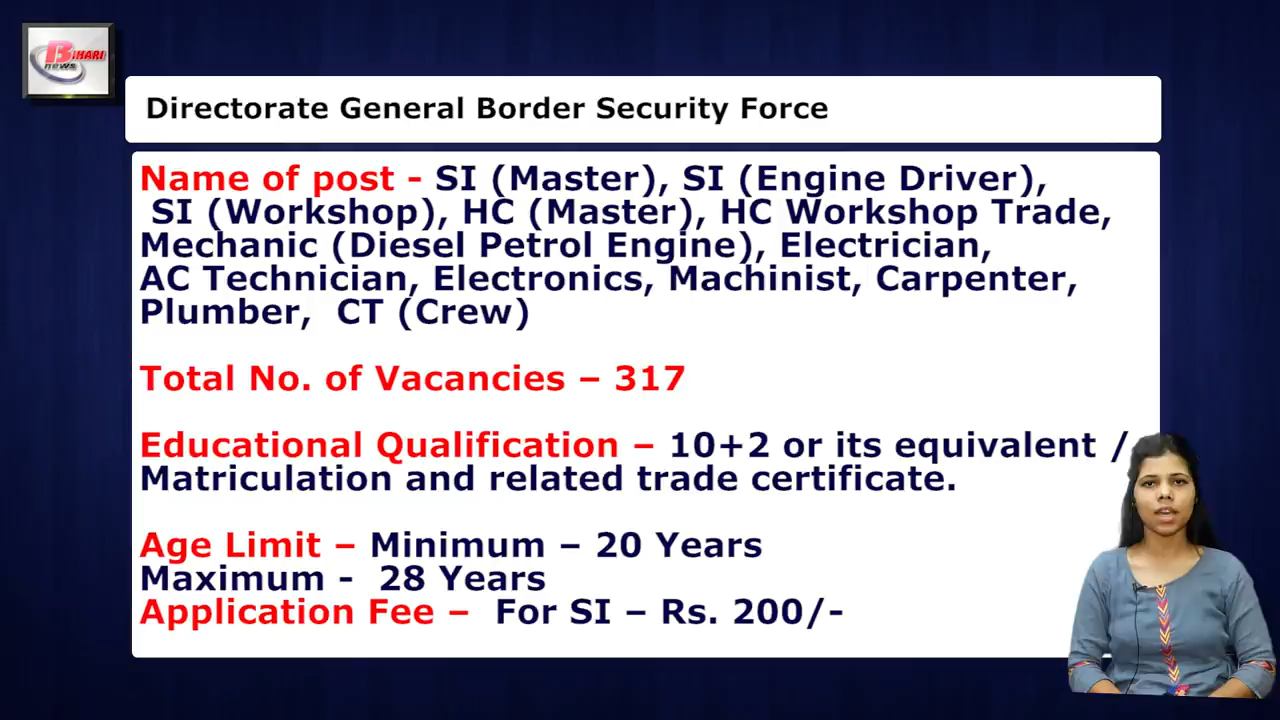 BIHARI
news
Directorate General Border Security Force
Name of post - SI (Master), SI (Engine Driver),
SI (Workshop), HC (Master), HC Workshop Trade,
Mechanic (Diesel Petrol Engine), Electrician,
AC Technician, Electronics, Machinist, Carpenter,
Plumber, CT (Crew)
Total No. of Vacancies – 317
Educational Qualification – 10+2 or its equivalent /
Matriculation and related trade certificate.
Age Limit – Minimum – 20 Years
Maximum - 28 Years
Application Fee – For SI – Rs. 200/-